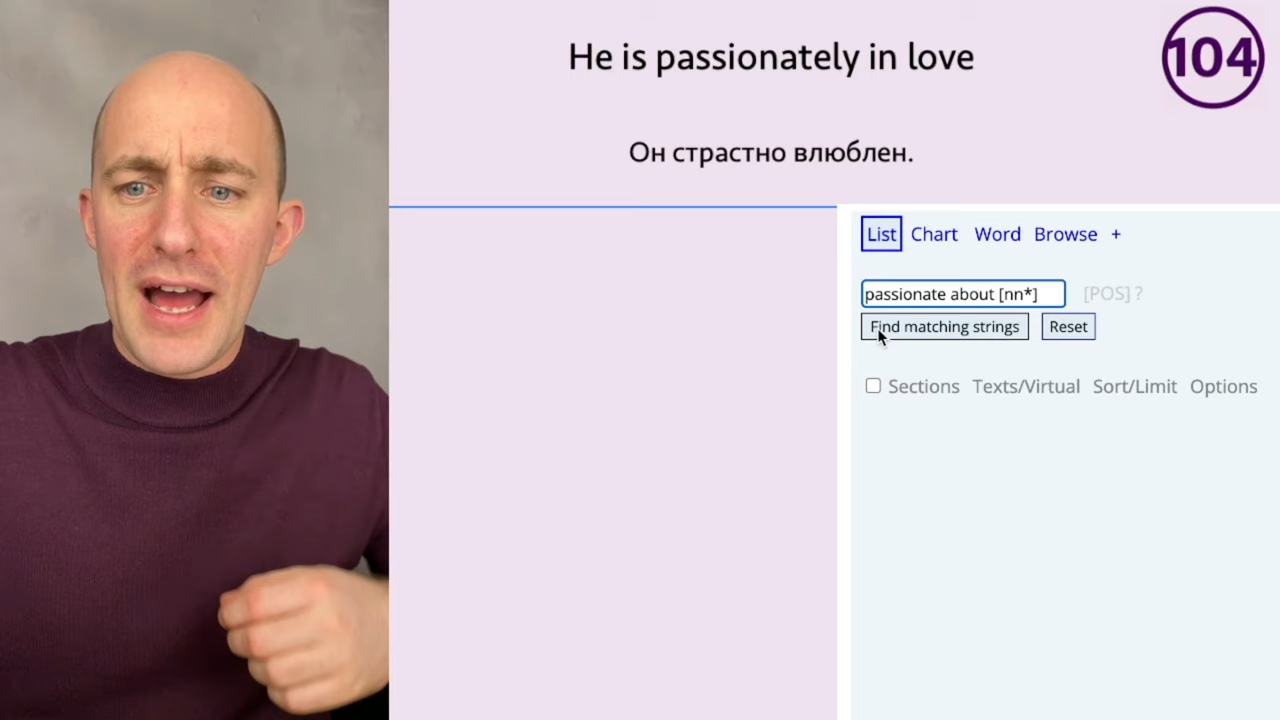 He is passionately in love
104
Он страстно влюблен.
List Chart Word Browse +
passionate about [nn*] [POS] ?
Find matching strings Reset
Sections Texts/Virtual Sort/Limit Options